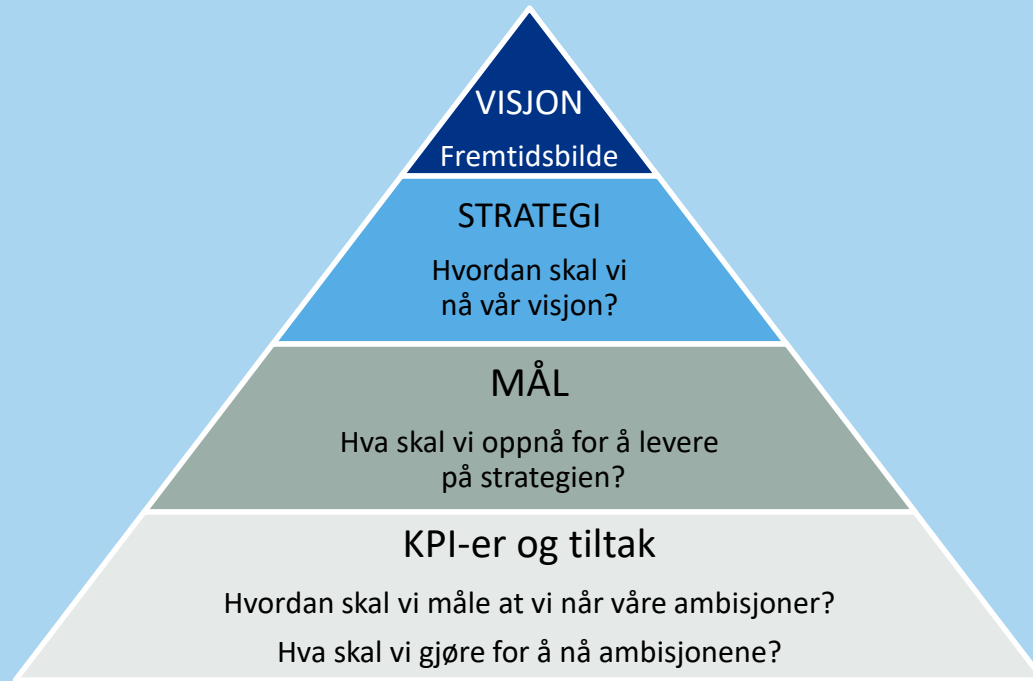 VISJON
Fremtidsbilde
STRATEGI
Hvordan skal vi
nå vår visjon?
MÅL
Hva skal vi oppnå for å levere
på strategien?
KPI-er og tiltak
Hvordan skal vi måle at vi når våre ambisjoner?
Hva skal vi gjøre for å nå ambisjonene?